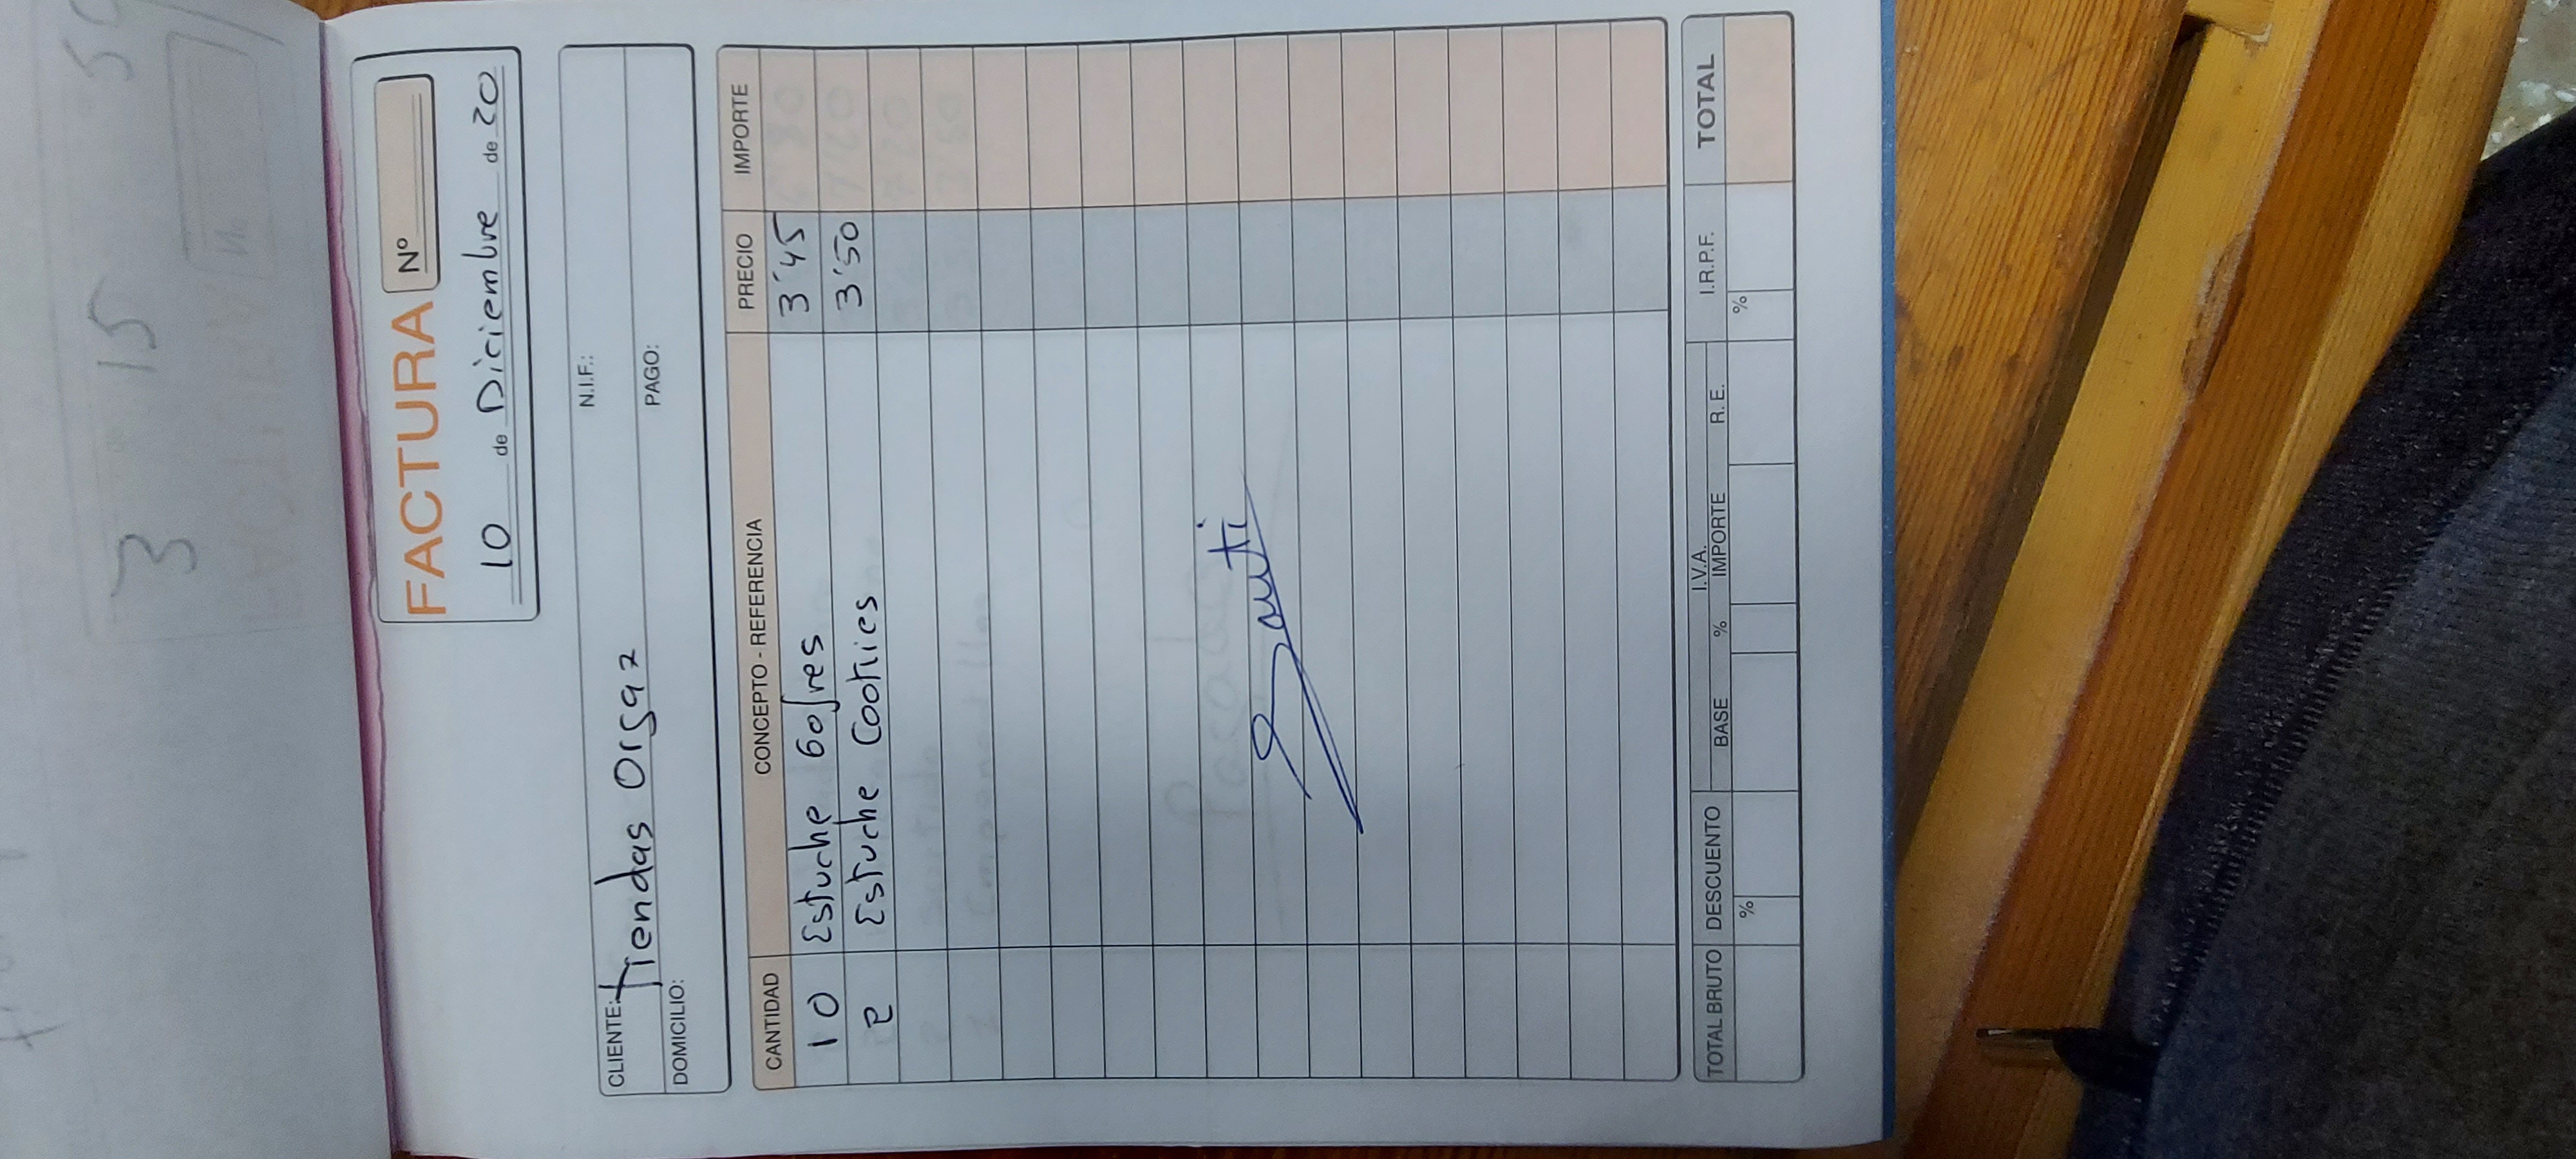 FACTURA Nº
10 de Diciembre de 20
CLIENTE: Tiendas Orgaz N.I.F.:
DOMICILIO: PAGO:
CANTIDAD CONCEPTO - REFERENCIA PRECIO IMPORTE
10 Estuche Gofres 3'45
2 Estuche Cookies 3'50
Santi
TOTAL BRUTO DESCUENTO I.V.A. I.R.P.F. TOTAL
BASE % IMPORTE R. E.
% %